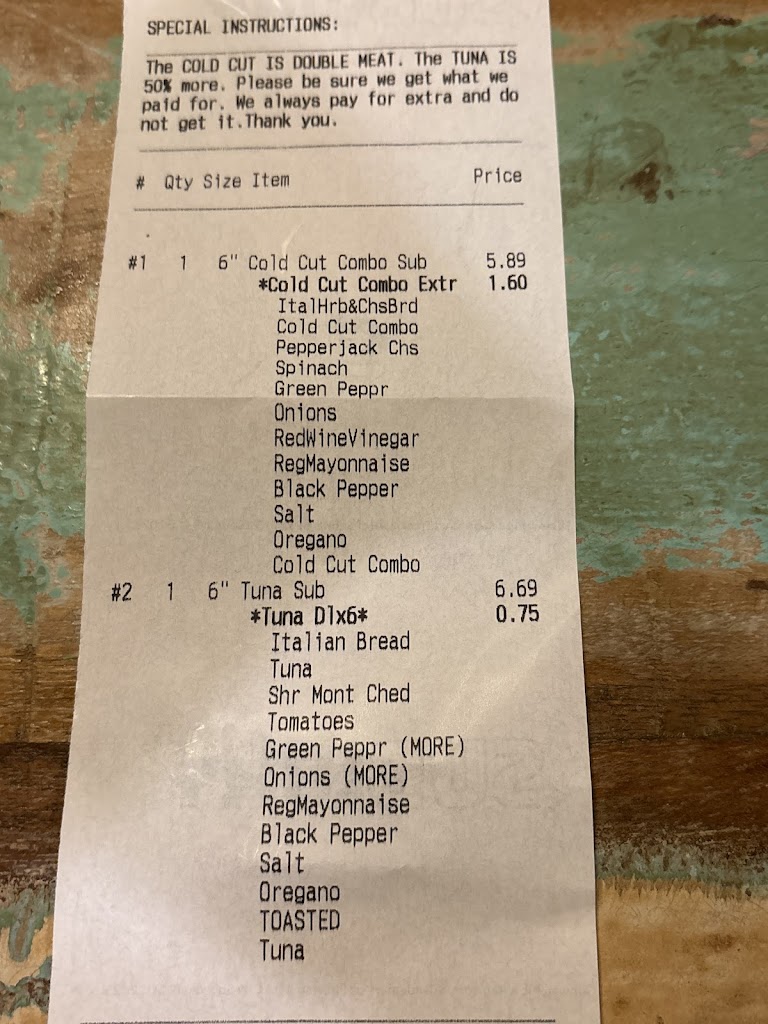 SPECIAL INSTRUCTIONS:
The COLD CUT IS DOUBLE MEAT. The TUNA IS
50% more. Please be sure we get what we
paid for. We always pay for extra and do
not get it.Thank you.
# Qty Size Item Price
#1 1 6" Cold Cut Combo Sub 5.89
*Cold Cut Combo Extr 1.60
ItalHrb&ChsBrd
Cold Cut Combo
Pepperjack Chs
Spinach
Green Peppr
Onions
RedWineVinegar
RegMayonnaise
Black Pepper
Salt
Oregano
Cold Cut Combo
#2 1 6" Tuna Sub 6.69
*Tuna Dlx6* 0.75
Italian Bread
Tuna
Shr Mont Ched
Tomatoes
Green Peppr (MORE)
Onions (MORE)
RegMayonnaise
Black Pepper
Salt
Oregano
TOASTED
Tuna